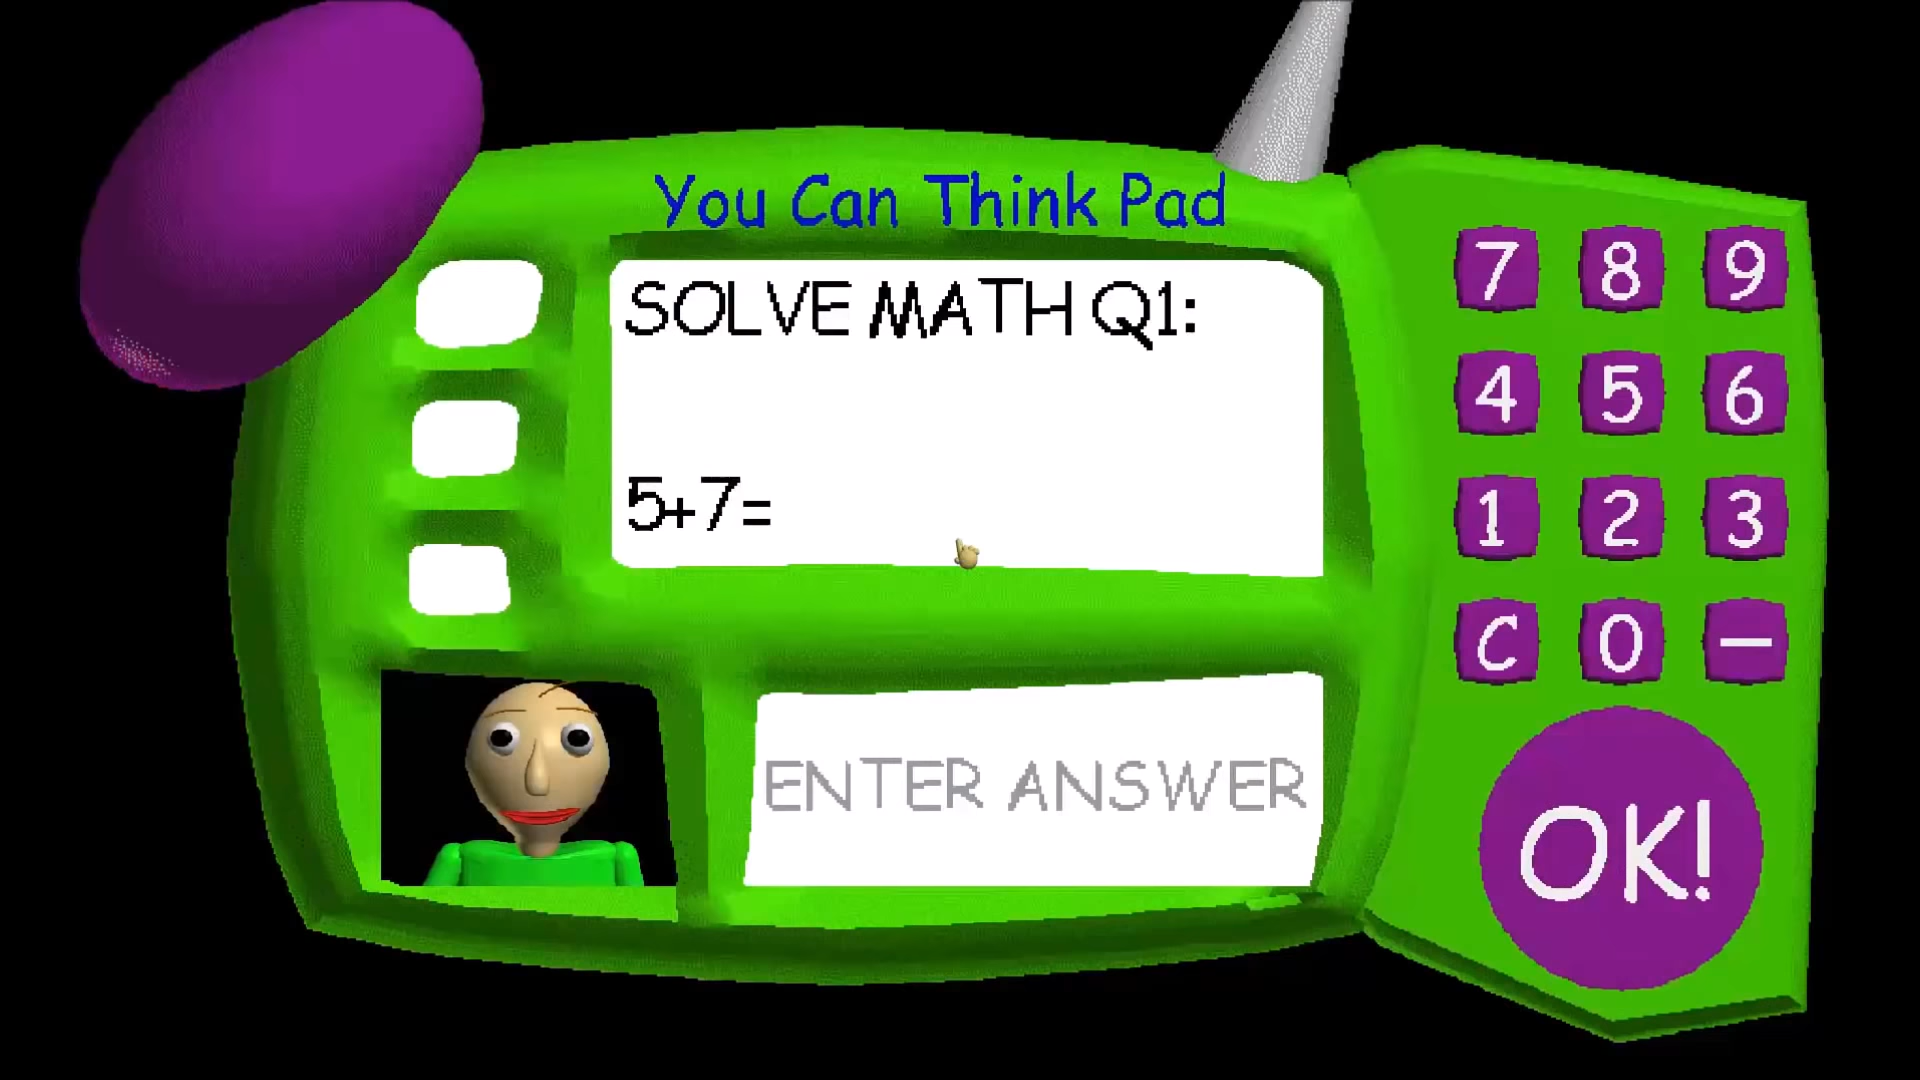 You Can Think Pad
SOLVE MATH Q1:
5+7=
ENTER ANSWER
7 8 9
4 5 6
1 2 3
C 0 —
OK!